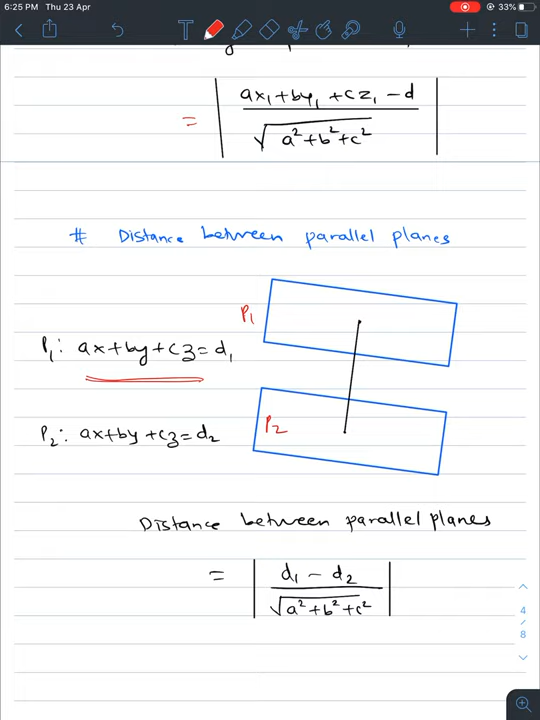 6:25 PM Thu 23 Apr 33%
= | ax₁+by₁+cz₁-d / √a²+b²+c² |
# Distance between parallel planes
P₁
P₁: ax+by+cz=d₁
P₂
P₂: ax+by+cz=d₂
Distance between parallel planes
= | d₁-d₂ / √a²+b²+c² |
4
/
8